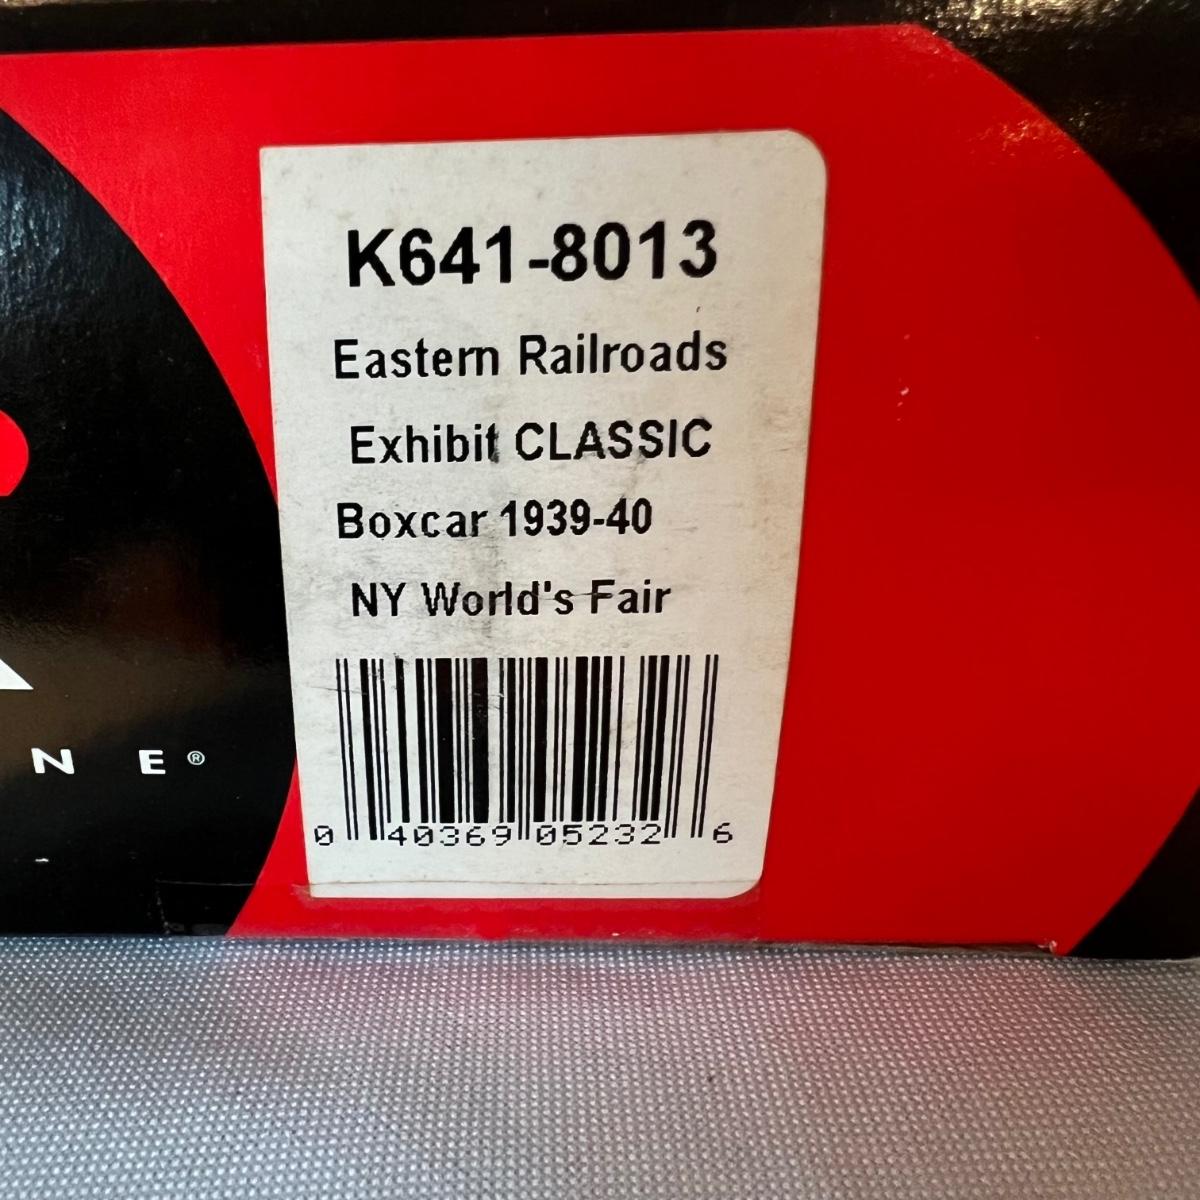 K641-8013
Eastern Railroads
Exhibit CLASSIC
Boxcar 1939-40
NY World's Fair
0 40369 05232 6
N E®